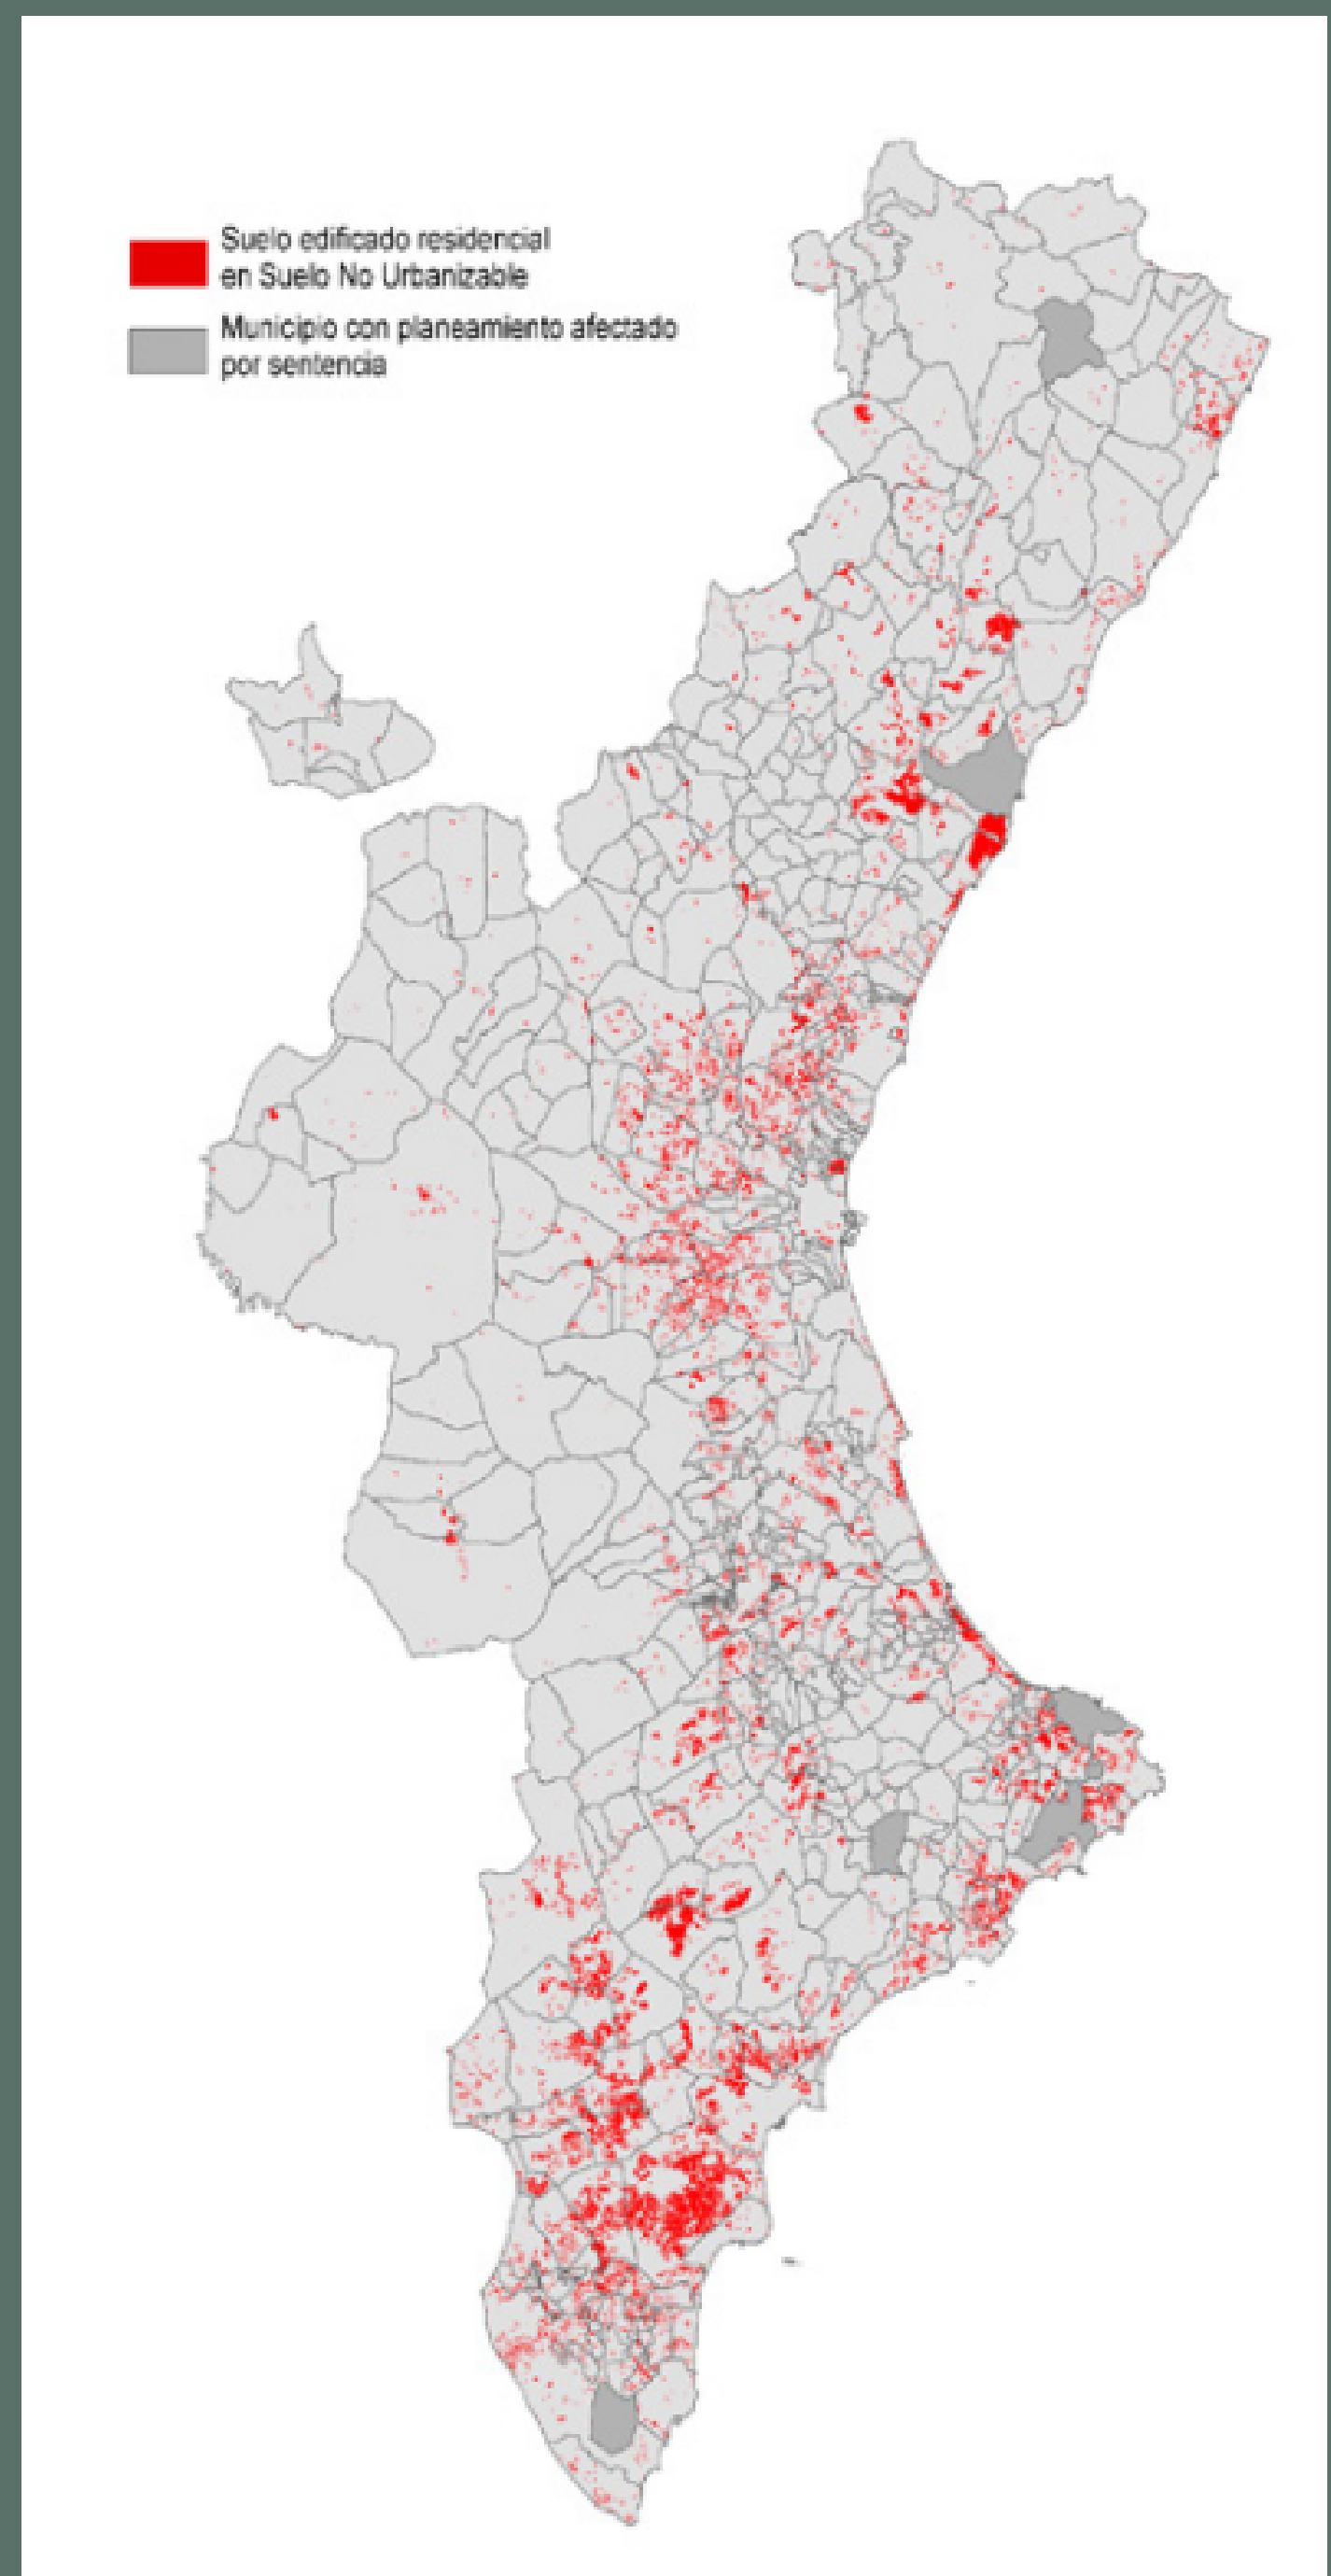 Suelo edificado residencial
en Suelo No Urbanizable
Municipio con planeamiento afectado
por sentencia